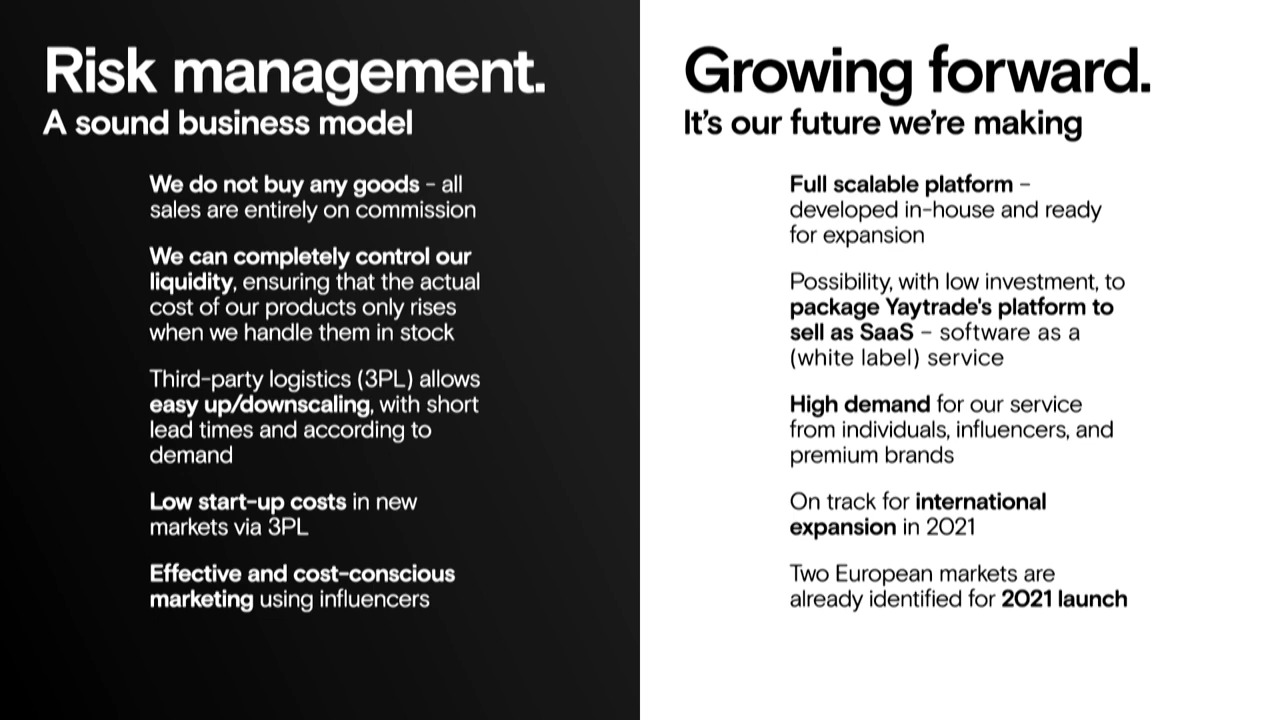 Risk management.
A sound business model
We do not buy any goods – all
sales are entirely on commission
We can completely control our
liquidity, ensuring that the actual
cost of our products only rises
when we handle them in stock
Third-party logistics (3PL) allows
easy up/downscaling, with short
lead times and according to
demand
Low start-up costs in new
markets via 3PL
Effective and cost-conscious
marketing using influencers
Growing forward.
It’s our future we’re making
Full scalable platform –
developed in-house and ready
for expansion
Possibility, with low investment, to
package Yaytrade's platform to
sell as SaaS – software as a
(white label) service
High demand for our service
from individuals, influencers, and
premium brands
On track for international
expansion in 2021
Two European markets are
already identified for 2021 launch